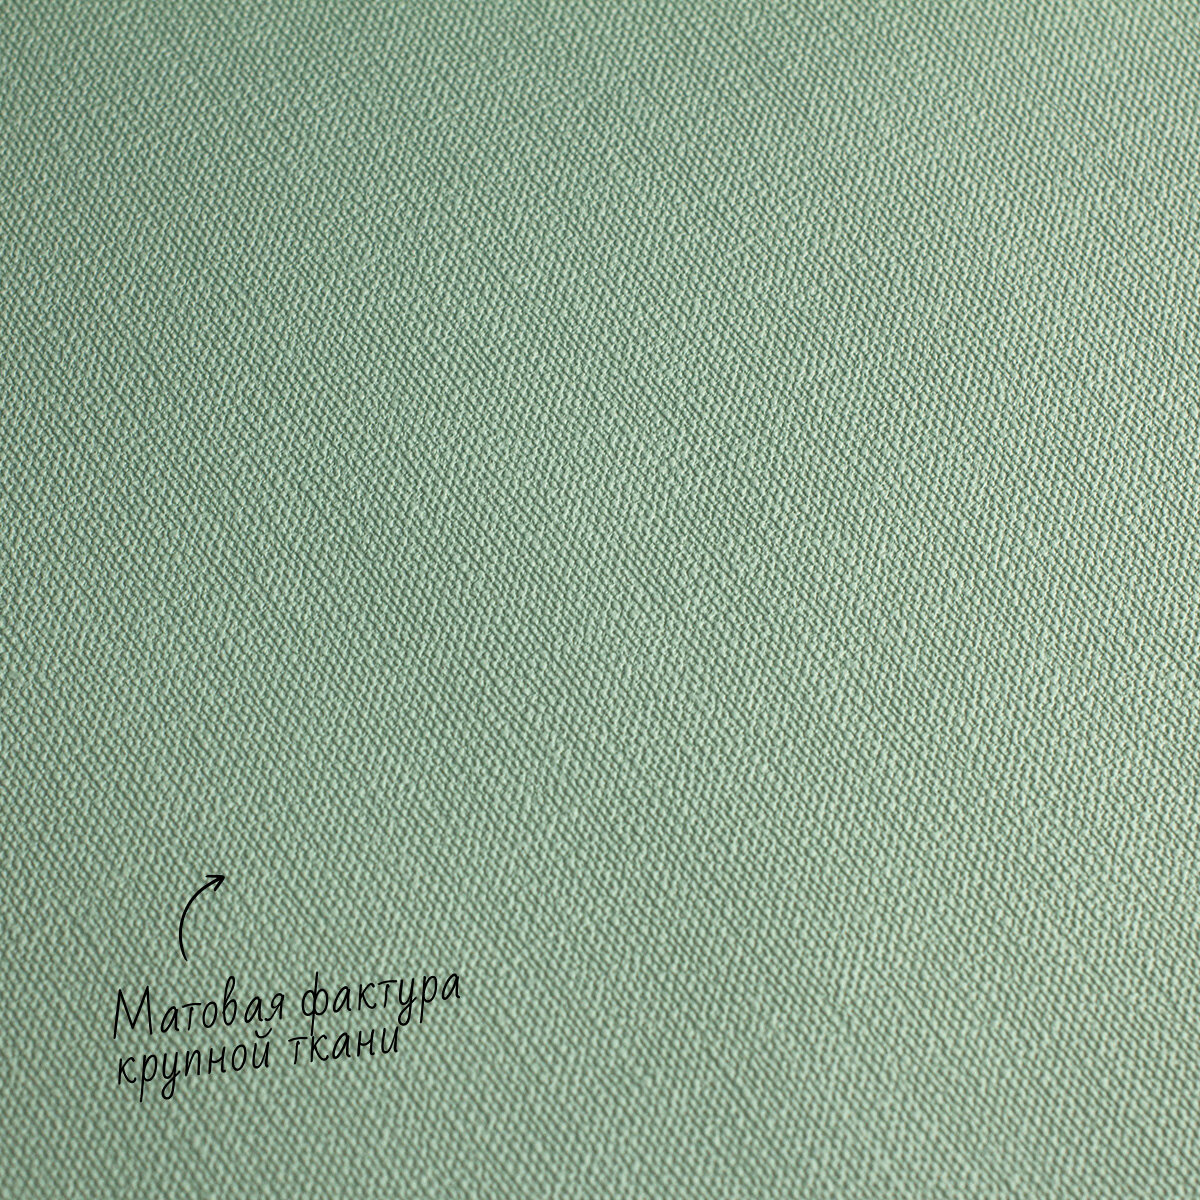 Матовая фактура
крупной ткани